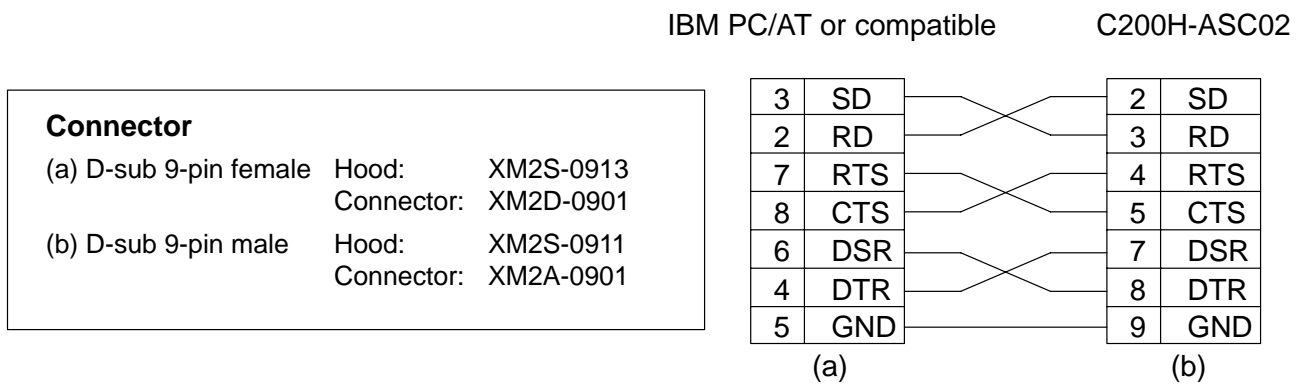 IBM PC/AT or compatible C200H-ASC02
Connector
(a) D-sub 9-pin female Hood: XM2S-0913
Connector: XM2D-0901
(b) D-sub 9-pin male Hood: XM2S-0911
Connector: XM2A-0901
3 SD 2 SD
2 RD 3 RD
7 RTS 4 RTS
8 CTS 5 CTS
6 DSR 7 DSR
4 DTR 8 DTR
5 GND 9 GND
(a) (b)